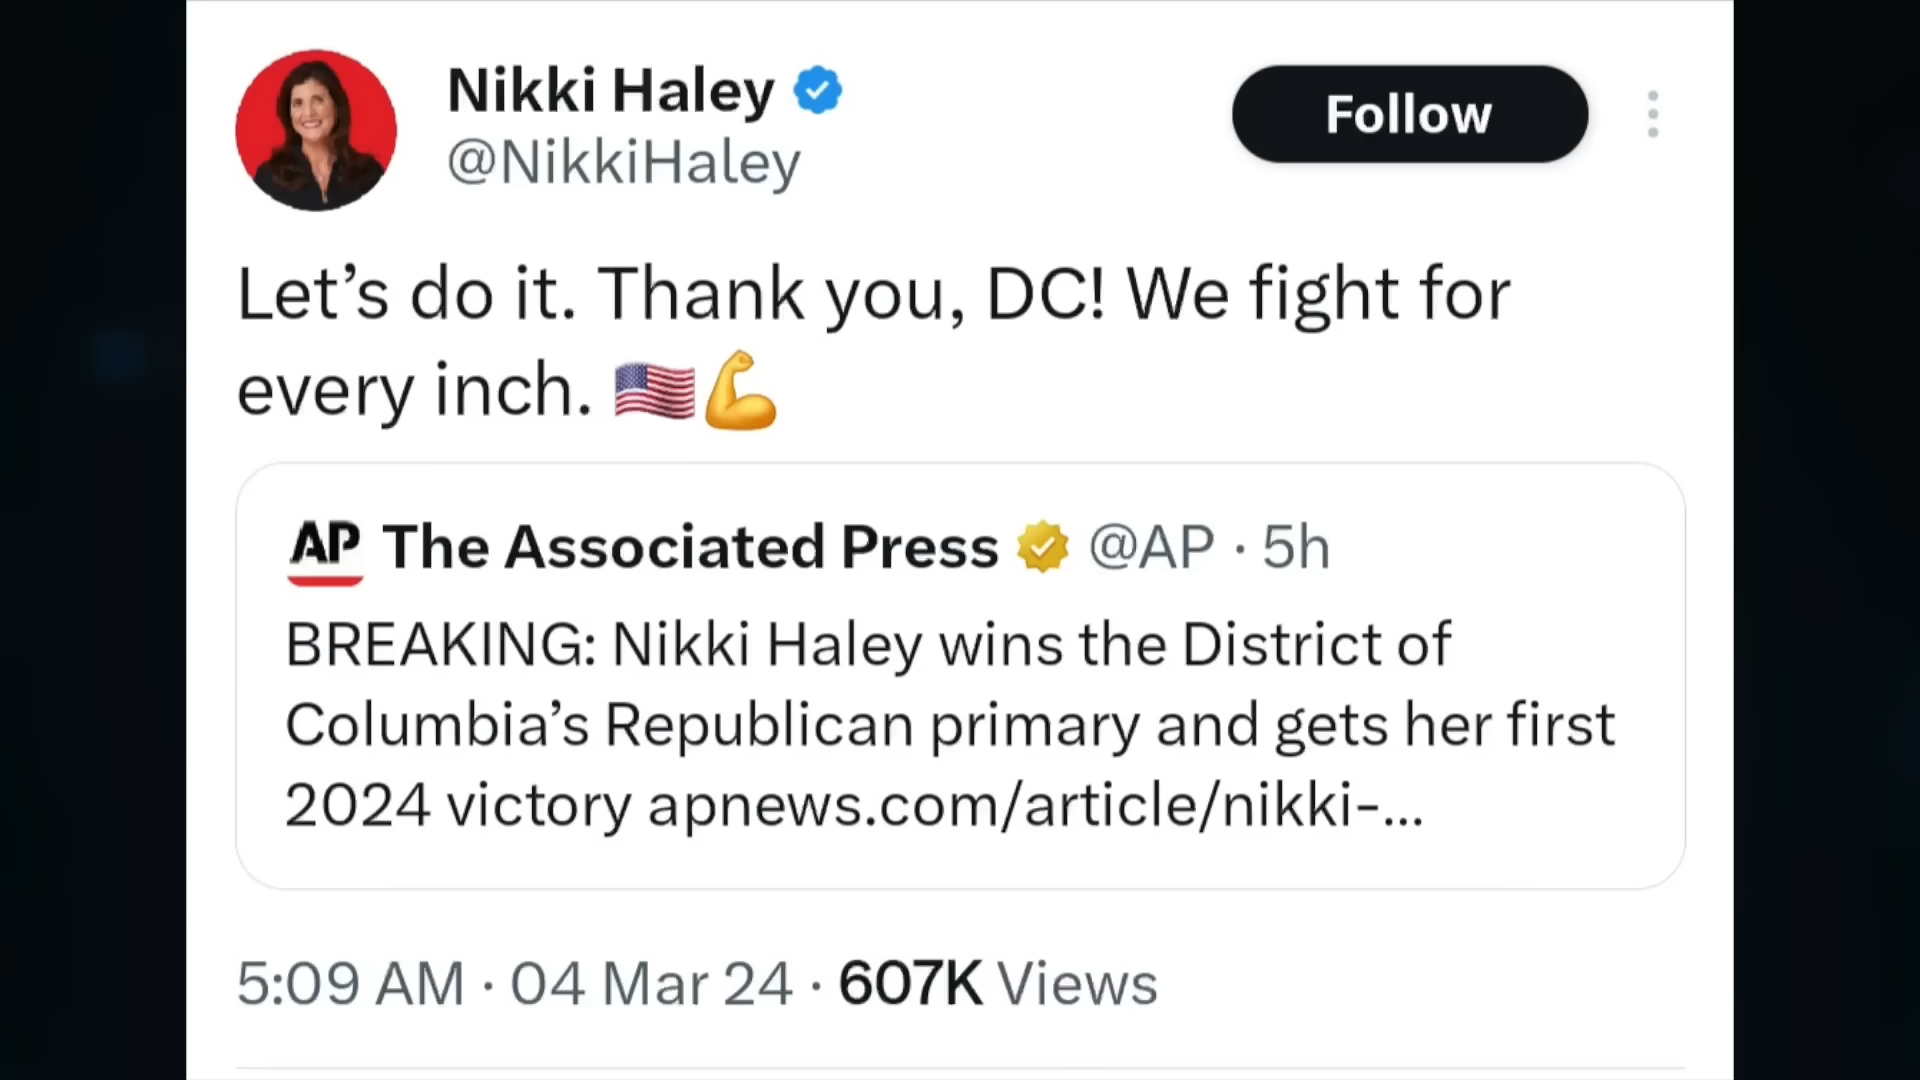 Nikki Haley
@NikkiHaley
Follow
Let’s do it. Thank you, DC! We fight for
every inch. 🇺🇸💪
AP The Associated Press @AP · 5h
BREAKING: Nikki Haley wins the District of
Columbia’s Republican primary and gets her first
2024 victory apnews.com/article/nikki-...
5:09 AM · 04 Mar 24 · 607K Views